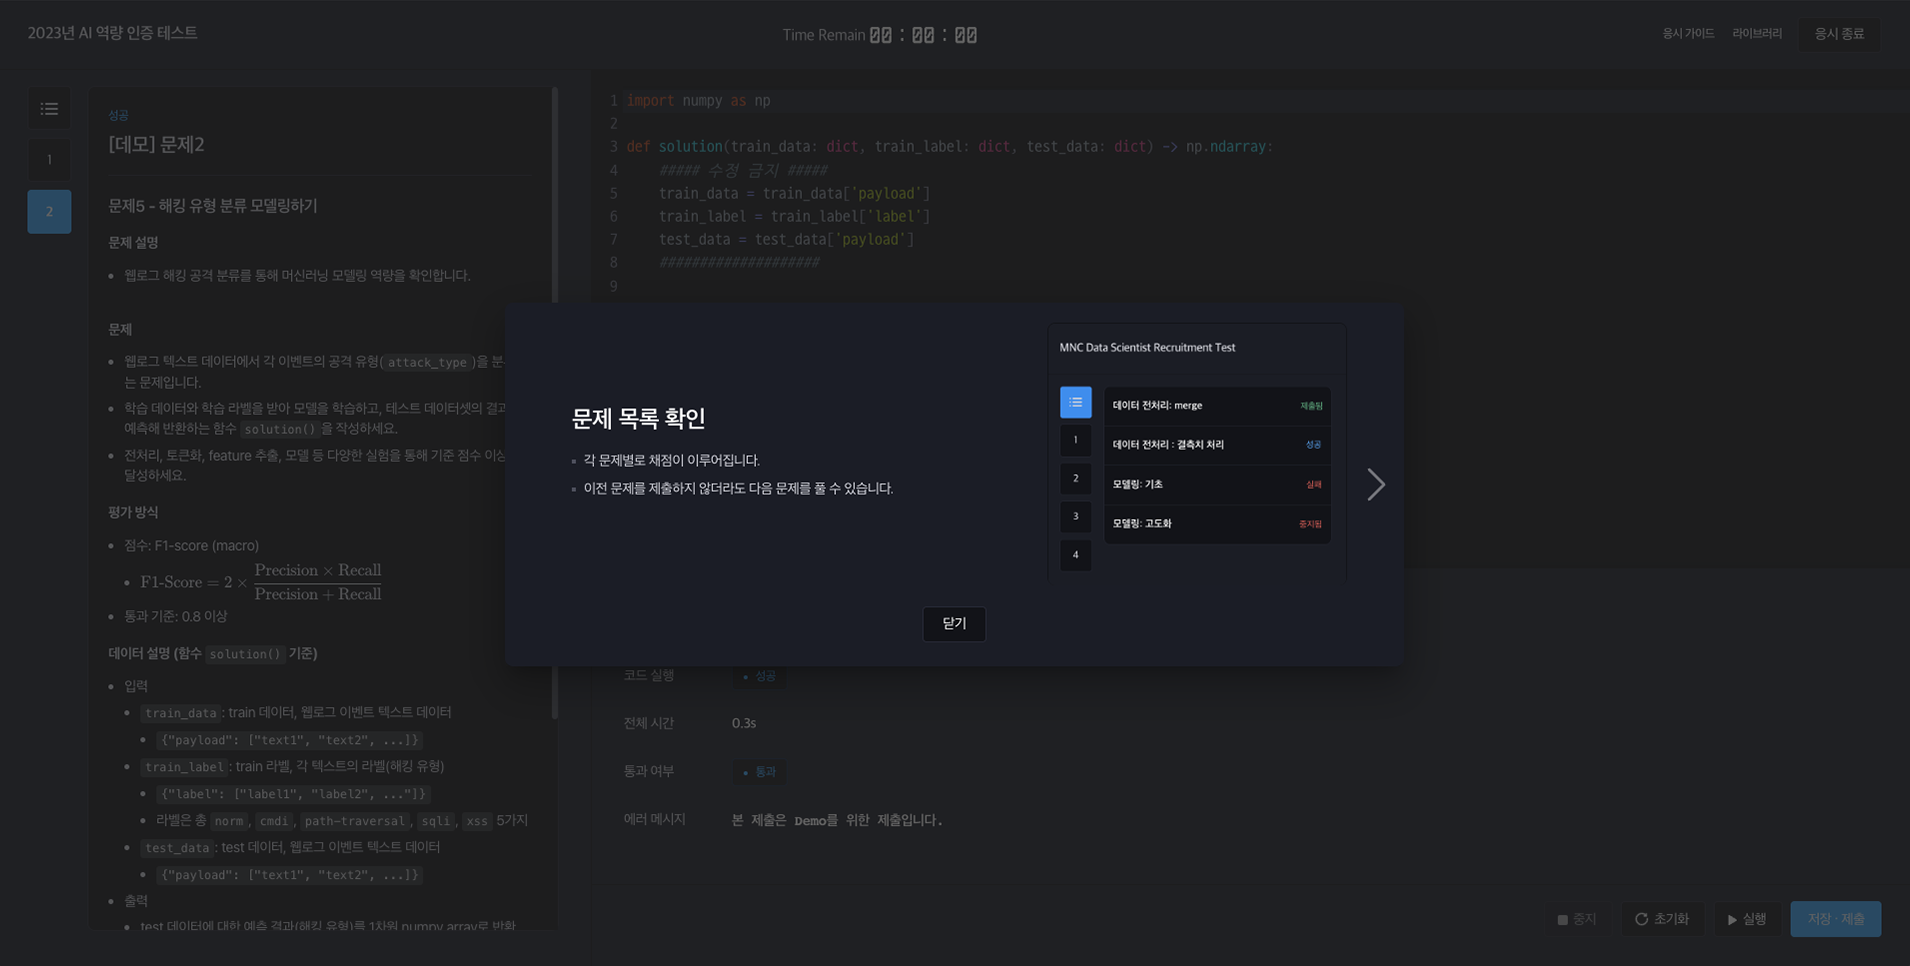 2023년 AI 역량 인증 테스트
Time Remain 00 : 00 : 00
응시 가이드 라이브러리 응시 종료
1
2
성공
[데모] 문제2
문제5 - 해킹 유형 분류 모델링하기
문제 설명
웹로그 해킹 공격 분류를 통해 머신러닝 모델링 역량을 확인합니다.
문제
웹로그 텍스트 데이터에서 각 이벤트의 공격 유형( attack_type )을 분
는 문제입니다.
학습 데이터와 학습 라벨을 받아 모델을 학습하고, 테스트 데이터셋의 결과
예측해 반환하는 함수 solution() 을 작성하세요.
전처리, 토큰화, feature 추출, 모델 등 다양한 실험을 통해 기준 점수 이상
달성하세요.
평가 방식
점수: F1-score (macro)
F1-Score = 2 × Precision × Recall
Precision + Recall
통과 기준: 0.8 이상
데이터 설명 (함수 solution() 기준)
입력
train_data : train 데이터, 웹로그 이벤트 텍스트 데이터
{"payload": ["text1", "text2", ...]}
train_label : train 라벨, 각 텍스트의 라벨(해킹 유형)
{"label": ["label1", "label2", ..."]}
라벨은 총 norm , cmdi , path-traversal , sqli , xss 5가지
test_data : test 데이터, 웹로그 이벤트 텍스트 데이터
{"payload": ["text1", "text2", ...]}
출력
test 데이터에 대한 예측 결과(해킹 유형)를 1차원 numpy array로 반환
1 import numpy as np
2
3 def solution(train_data: dict, train_label: dict, test_data: dict) -> np.ndarray:
4 ##### 수정 금지 #####
5 train_data = train_data['payload']
6 train_label = train_label['label']
7 test_data = test_data['payload']
8 ####################
9
문제 목록 확인
각 문제별로 채점이 이루어집니다.
이전 문제를 제출하지 않더라도 다음 문제를 풀 수 있습니다.
MNC Data Scientist Recruitment Test
데이터 전처리: merge 제출됨
데이터 전처리 : 결측치 처리 성공
모델링: 기초 실패
모델링: 고도화 중지됨
1
2
3
4
닫기
코드 실행 성공
전체 시간 0.3s
통과 여부 통과
에러 메시지 본 제출은 Demo를 위한 제출입니다.
중지 초기화 실행 저장 · 제출